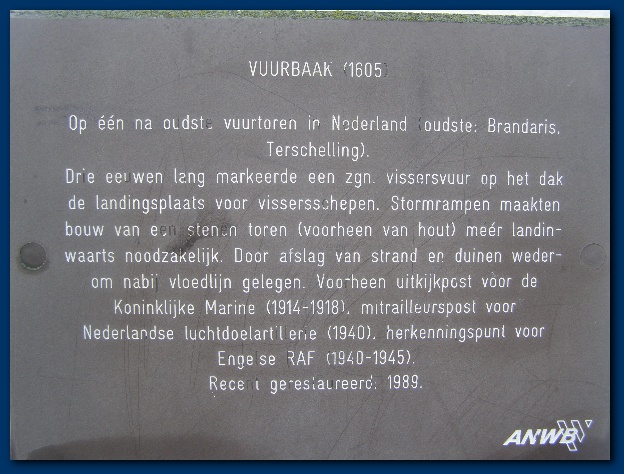 VUURBAAK (1605)
Op één na oudste vuurtoren in Nederland (oudste: Brandaris,
Terschelling).
Drie eeuwen lang markeerde een zgn. vissersvuur op het dak
de landingsplaats voor vissersschepen. Stormrampen maakten
bouw van een stenen toren (voorheen van hout) meér landin-
waarts noodzakelijk. Door afslag van strand en duinen weder-
om nabij vloedlijn gelegen. Voorheen uitkijkpost voor de
Koninklijke Marine (1914-1918), mitrailleurspost voor
Nederlandse luchtdoelartillerie (1940), herkenningspunt voor
Engelse RAF (1940-1945).
Recent gerestaureerd: 1989.
ANWB